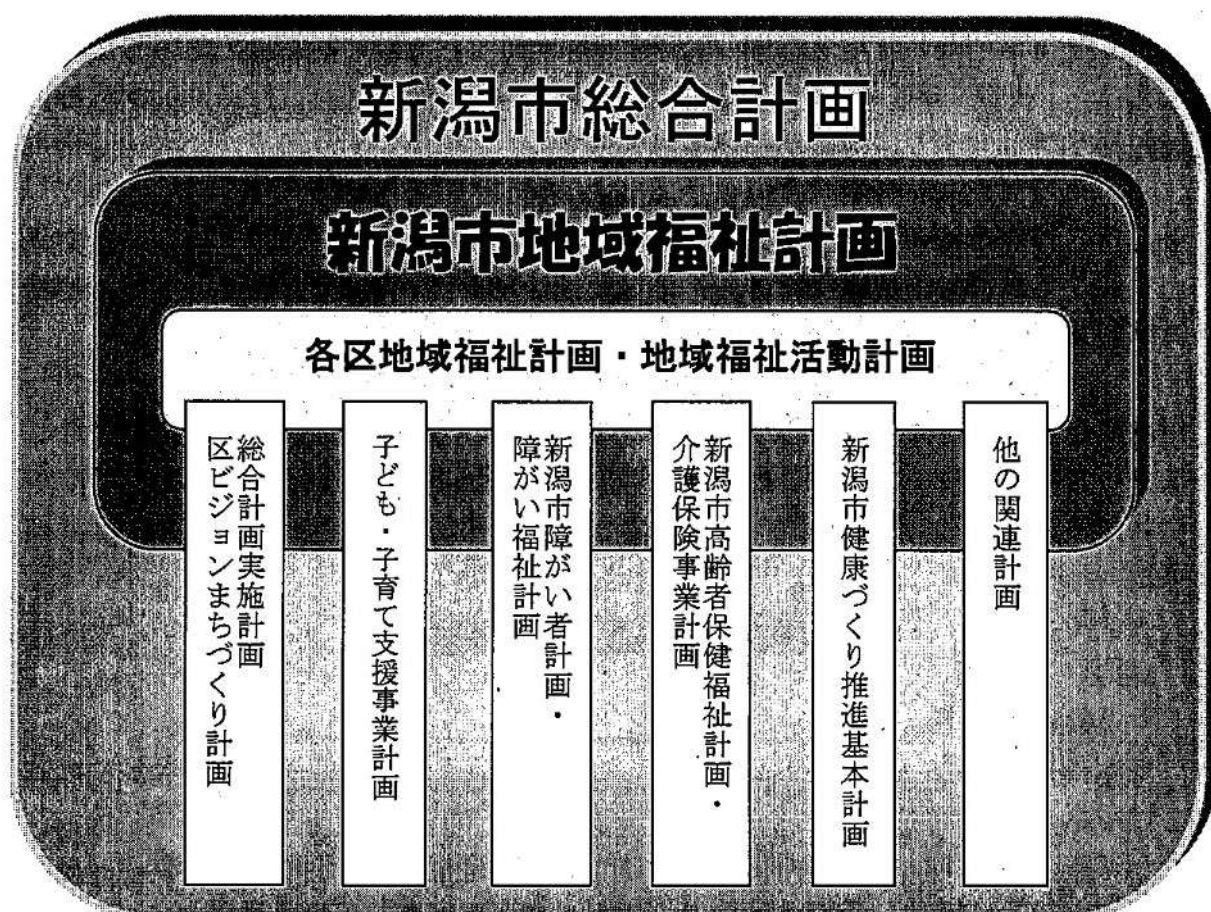 新潟市総合計画
新潟市地域福祉計画
各区地域福祉計画・地域福祉活動計画
総合計画実施計画
区ビジョンまちづくり計画
子ども・子育て支援事業計画
新潟市障がい者計画・
障がい福祉計画
新潟市高齢者保健福祉計画・
介護保険事業計画
新潟市健康づくり推進基本計画
他の関連計画